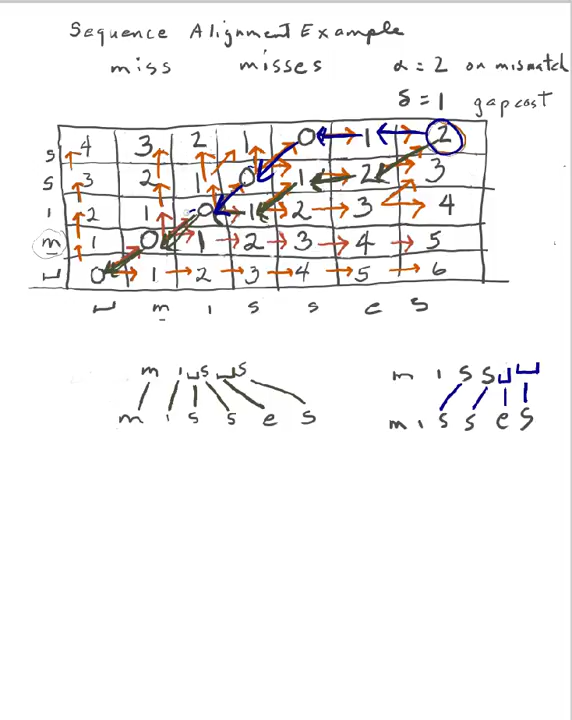 Sequence Alignment Example
miss misses α = 2 on mismatch
δ = 1 gap cost
s 4 3 2 1 0 1 2
s 3 2 1 0 1 2 3
i 2 1 0 1 2 3 4
m 1 0 1 2 3 4 5
⊔ 0 1 2 3 4 5 6
⊔ m i s s e s
m i ⊔ s ⊔ s m i s s ⊔ ⊔
m i s s e s m i s s e s